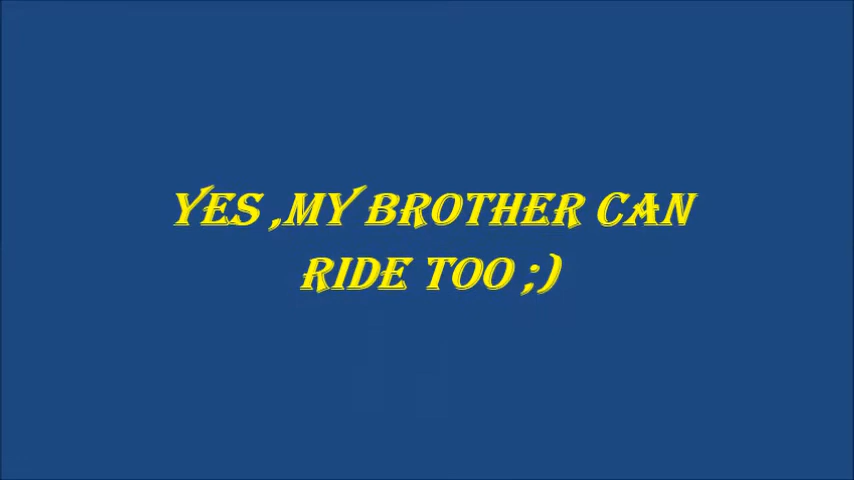 YES ,MY BROTHER CAN
RIDE TOO ;)